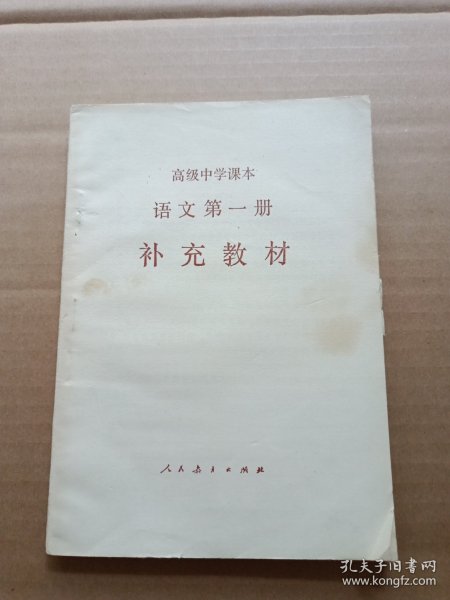 高级中学课本
语文第一册
补充教材
人民教育出版社
孔夫子旧书网
www.kongfz.com